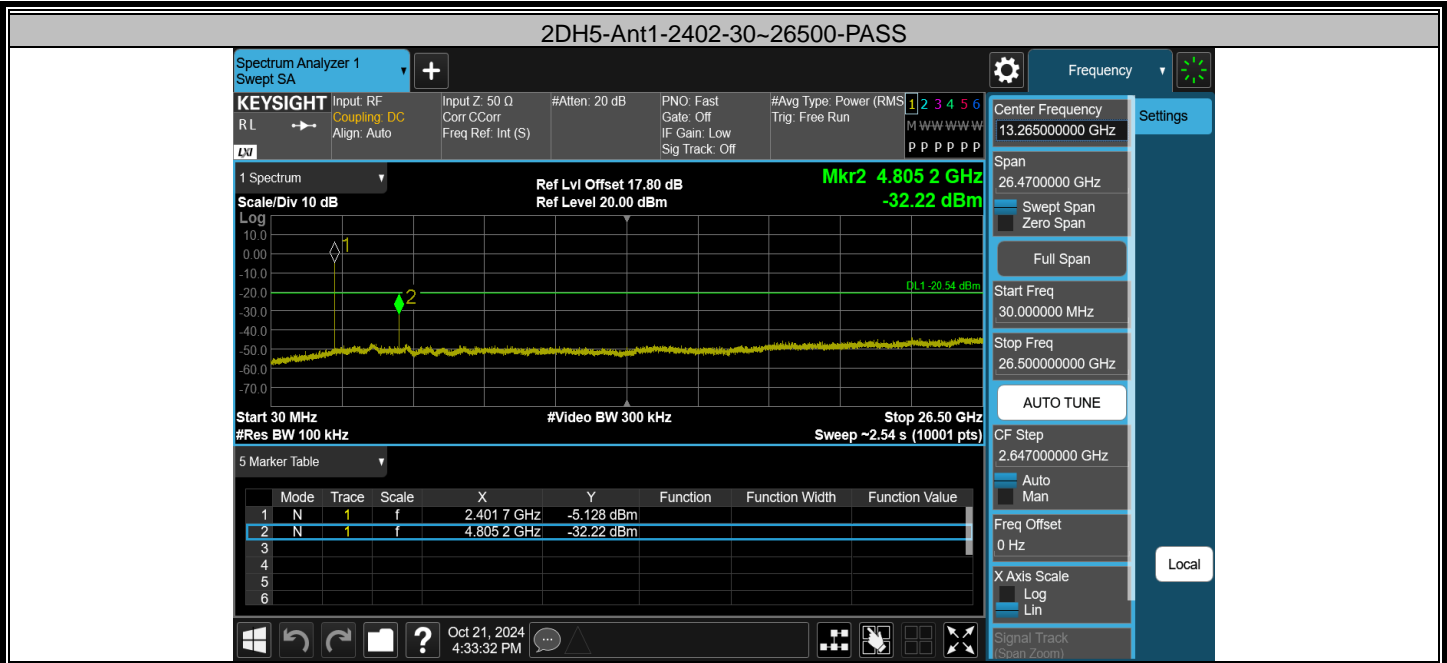 2DH5-Ant1-2402-30~26500-PASS
Spectrum Analyzer 1
Swept SA
+
Frequency
KEYSIGHT
RL
LXI
Input: RF
Coupling: DC
Align: Auto
Input Z: 50 Ω
Corr CCorr
Freq Ref: Int (S)
#Atten: 20 dB
PNO: Fast
Gate: Off
IF Gain: Low
Sig Track: Off
#Avg Type: Power (RMS
Trig: Free Run
1 2 3 4 5 6
M W W W W W
P P P P P P
1 Spectrum
Scale/Div 10 dB
Ref Lvl Offset 17.80 dB
Ref Level 20.00 dBm
Mkr2 4.805 2 GHz
-32.22 dBm
Log
10.0
0.00
-10.0
-20.0
-30.0
-40.0
-50.0
-60.0
-70.0
1
2
DL1 -20.54 dBm
Start 30 MHz
#Res BW 100 kHz
#Video BW 300 kHz
Stop 26.50 GHz
Sweep ~2.54 s (10001 pts)
5 Marker Table
Mode Trace Scale X Y Function Function Width Function Value
1 N 1 f 2.401 7 GHz -5.128 dBm
2 N 1 f 4.805 2 GHz -32.22 dBm
3
4
5
6
?
Oct 21, 2024
4:33:32 PM
Center Frequency
13.265000000 GHz
Span
26.4700000 GHz
Swept Span
Zero Span
Full Span
Start Freq
30.000000 MHz
Stop Freq
26.500000000 GHz
AUTO TUNE
CF Step
2.647000000 GHz
Auto
Man
Freq Offset
0 Hz
X Axis Scale
Log
Lin
Signal Track
(Span Zoom)
Settings
Local